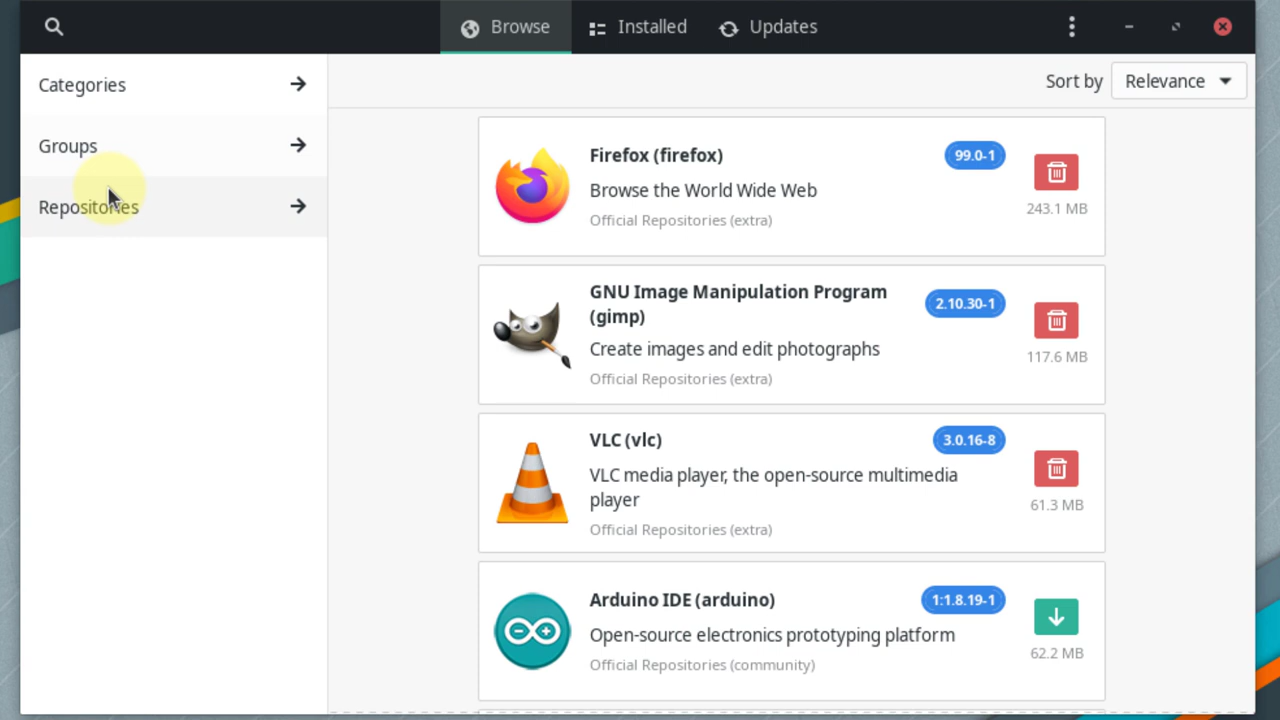 Browse
Installed
Updates
Categories
Groups
Repositories
Sort by
Relevance
Firefox (firefox)
99.0-1
Browse the World Wide Web
243.1 MB
Official Repositories (extra)
GNU Image Manipulation Program
(gimp)
2.10.30-1
Create images and edit photographs
117.6 MB
Official Repositories (extra)
VLC (vlc)
3.0.16-8
VLC media player, the open-source multimedia
player
61.3 MB
Official Repositories (extra)
Arduino IDE (arduino)
1:1.8.19-1
Open-source electronics prototyping platform
62.2 MB
Official Repositories (community)